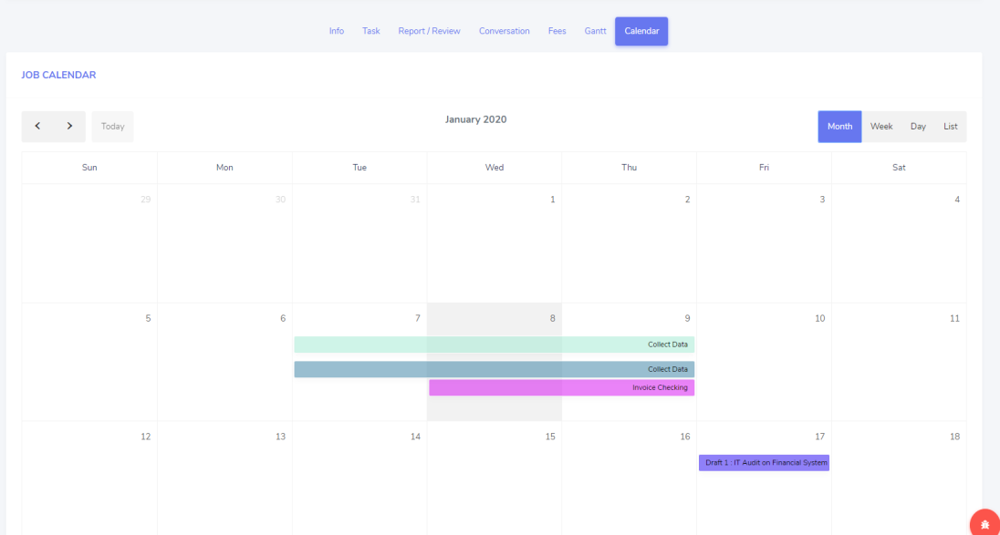 Info Task Report / Review Conversation Fees Gantt Calendar
JOB CALENDAR
Today January 2020 Month Week Day List
Sun Mon Tue Wed Thu Fri Sat
29 30 31 1 2 3 4
5 6 7 8 9 10 11
Collect Data
Collect Data
Invoice Checking
12 13 14 15 16 17 18
Draft 1 : IT Audit on Financial System